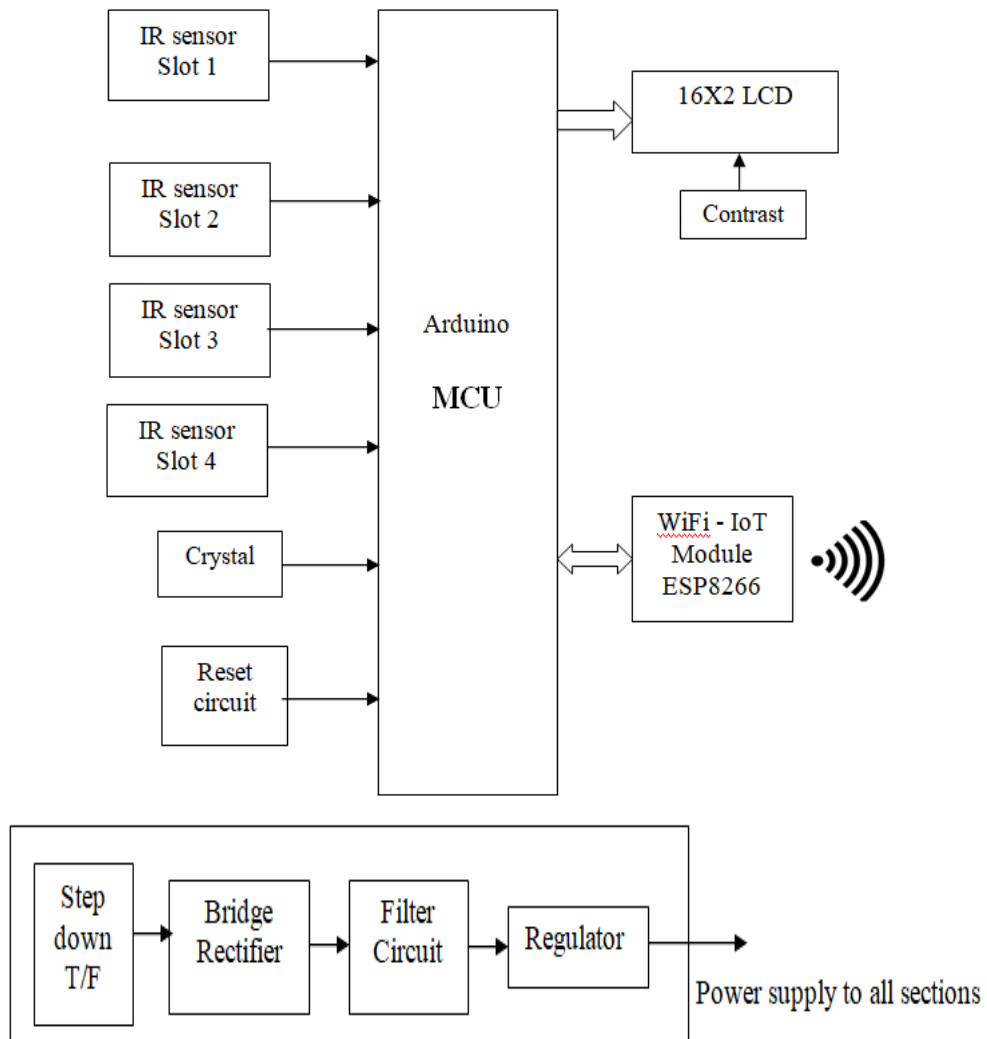 IR sensor
Slot 1
16X2 LCD
IR sensor
Slot 2
Contrast
IR sensor
Slot 3
Arduino
MCU
IR sensor
Slot 4
WiFi - IoT
Module
ESP8266
Crystal
Reset
circuit
Step
down
T/F
Bridge
Rectifier
Filter
Circuit
Regulator
Power supply to all sections